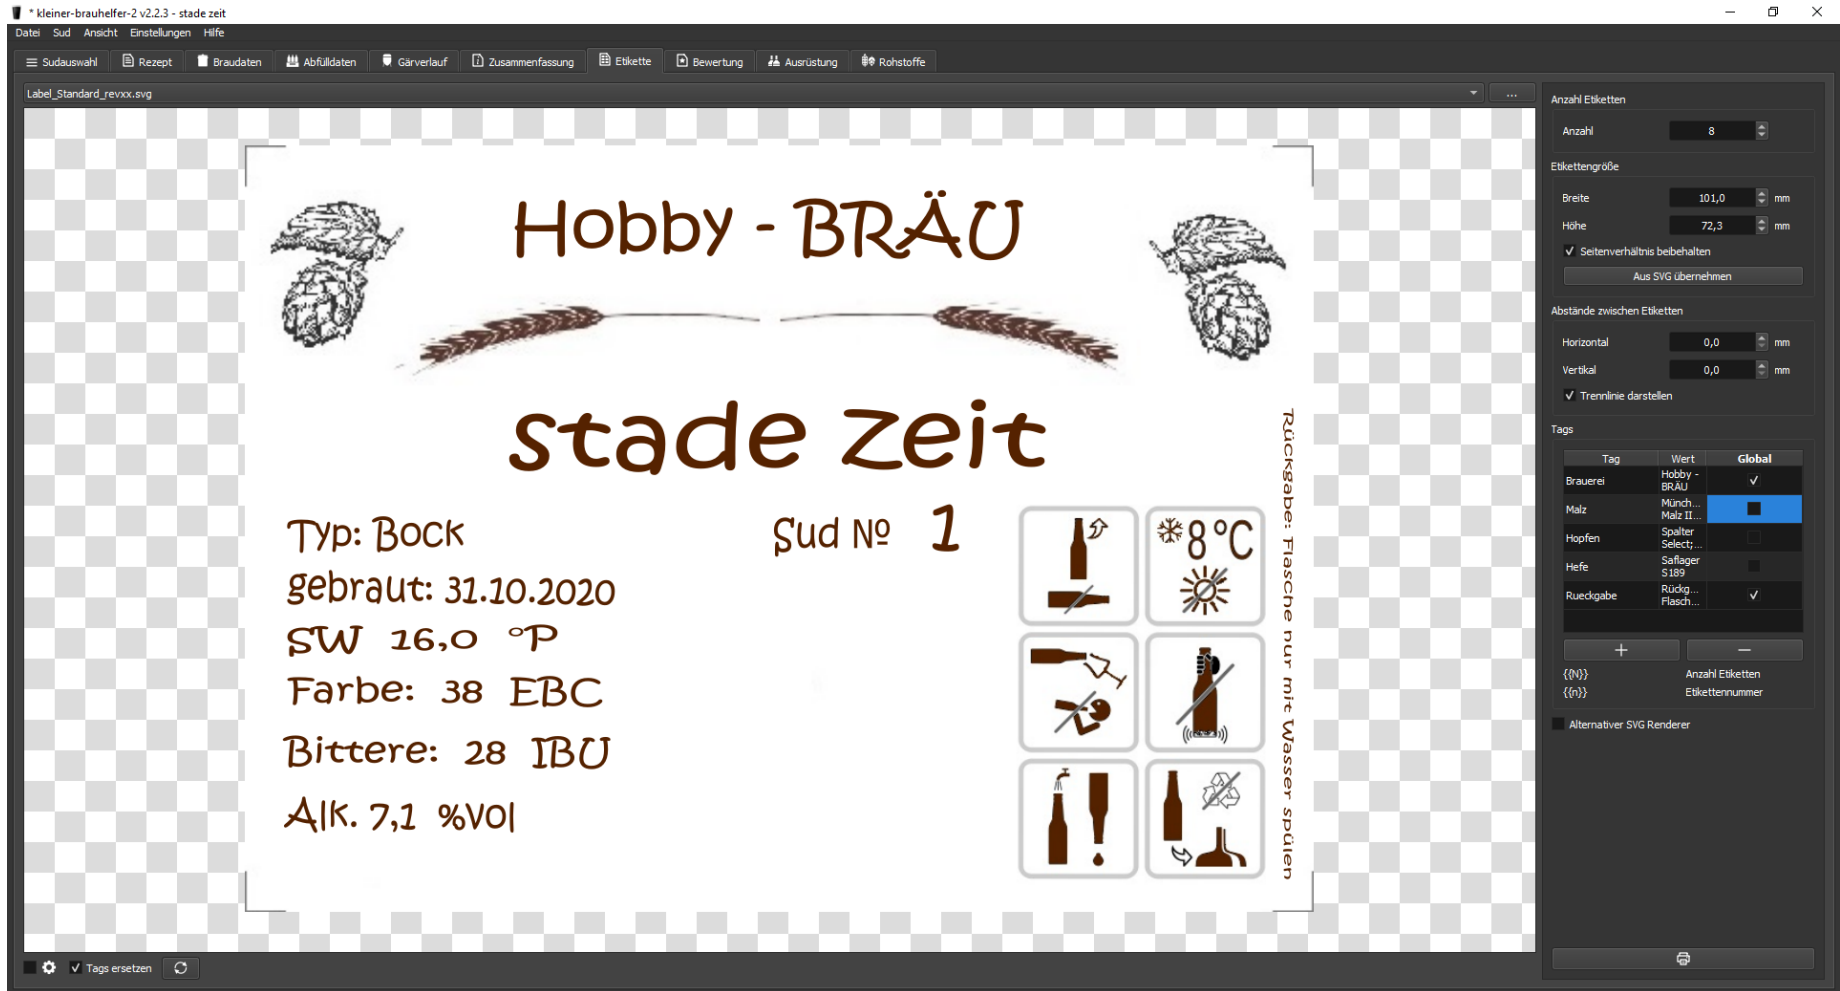 * kleiner-brauhelfer-2 v2.2.3 - stade zeit
Datei Sud Ansicht Einstellungen Hilfe
Sudauswahl Rezept Braudaten Abfülldaten Gärverlauf Zusammenfassung Etikette Bewertung Ausrüstung Rohstoffe
Label_Standard_revxx.svg ...
Hobby - BRÄU
stade zeit
Typ: Bock
Sud Nº 1
gebraut: 31.10.2020
SW 16,0 °P
Farbe: 38 EBC
Bittere: 28 IBU
Alk. 7,1 %Vol
8°C
Rückgabe: Flasche nur mit Wasser spülen
Tags ersetzen
Anzahl Etiketten
Anzahl 8
Etikettengröße
Breite 101,0 mm
Höhe 72,3 mm
Seitenverhältnis beibehalten
Aus SVG übernehmen
Abstände zwischen Etiketten
Horizontal 0,0 mm
Vertikal 0,0 mm
Trennlinie darstellen
Tags
Tag Wert Global
Brauerei Hobby -
BRÄU
Malz Münch...
Malz II...
Hopfen Spalter
Select;...
Hefe Saflager
S189
Rueckgabe Rückg...
Flasch...
+ −
{{N}} Anzahl Etiketten
{{n}} Etikettennummer
Alternativer SVG Renderer